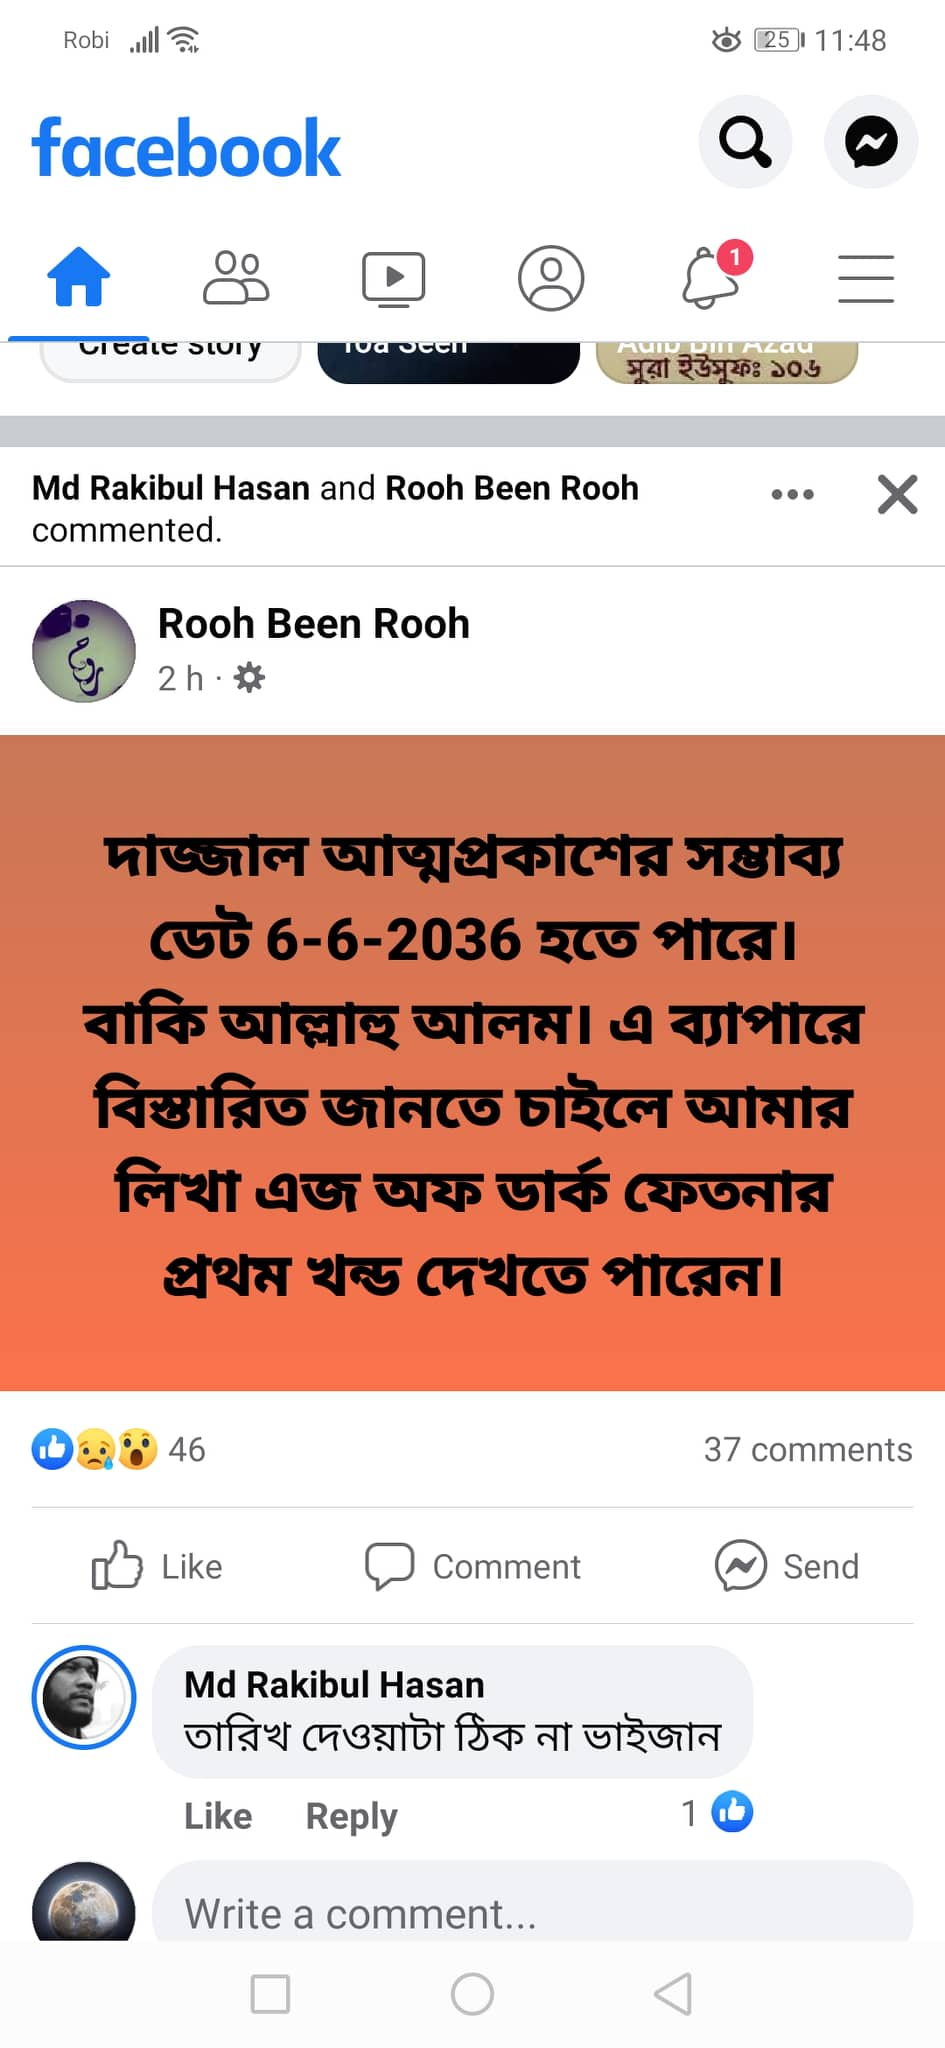 Robi 25 11:48
facebook
1
Create story Toa Seen Adib Bin Azad
সুরা ইউসুফঃ ১০৬
Md Rakibul Hasan and Rooh Been Rooh
commented.
Rooh Been Rooh
2 h ·
দাজ্জাল আত্মপ্রকাশের সম্ভাব্য
ডেট 6-6-2036 হতে পারে।
বাকি আল্লাহু আলম। এ ব্যাপারে
বিস্তারিত জানতে চাইলে আমার
লিখা এজ অফ ডার্ক ফেতনার
প্রথম খন্ড দেখতে পারেন।
46 37 comments
Like Comment Send
Md Rakibul Hasan
তারিখ দেওয়াটা ঠিক না ভাইজান
Like Reply 1
Write a comment...